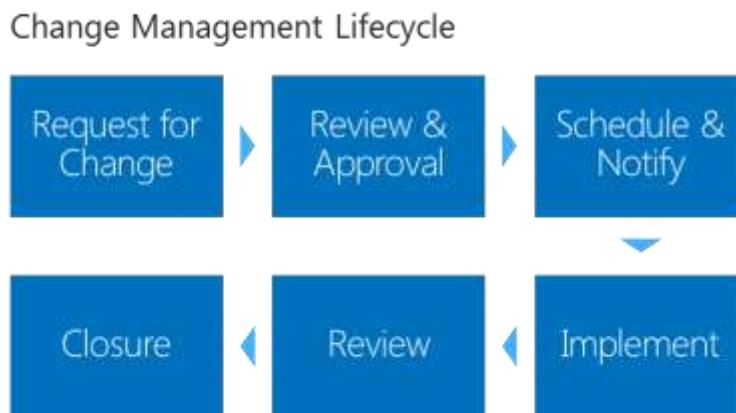 Change Management Lifecycle
Request for
Change
Review &
Approval
Schedule &
Notify
Implement
Review
Closure